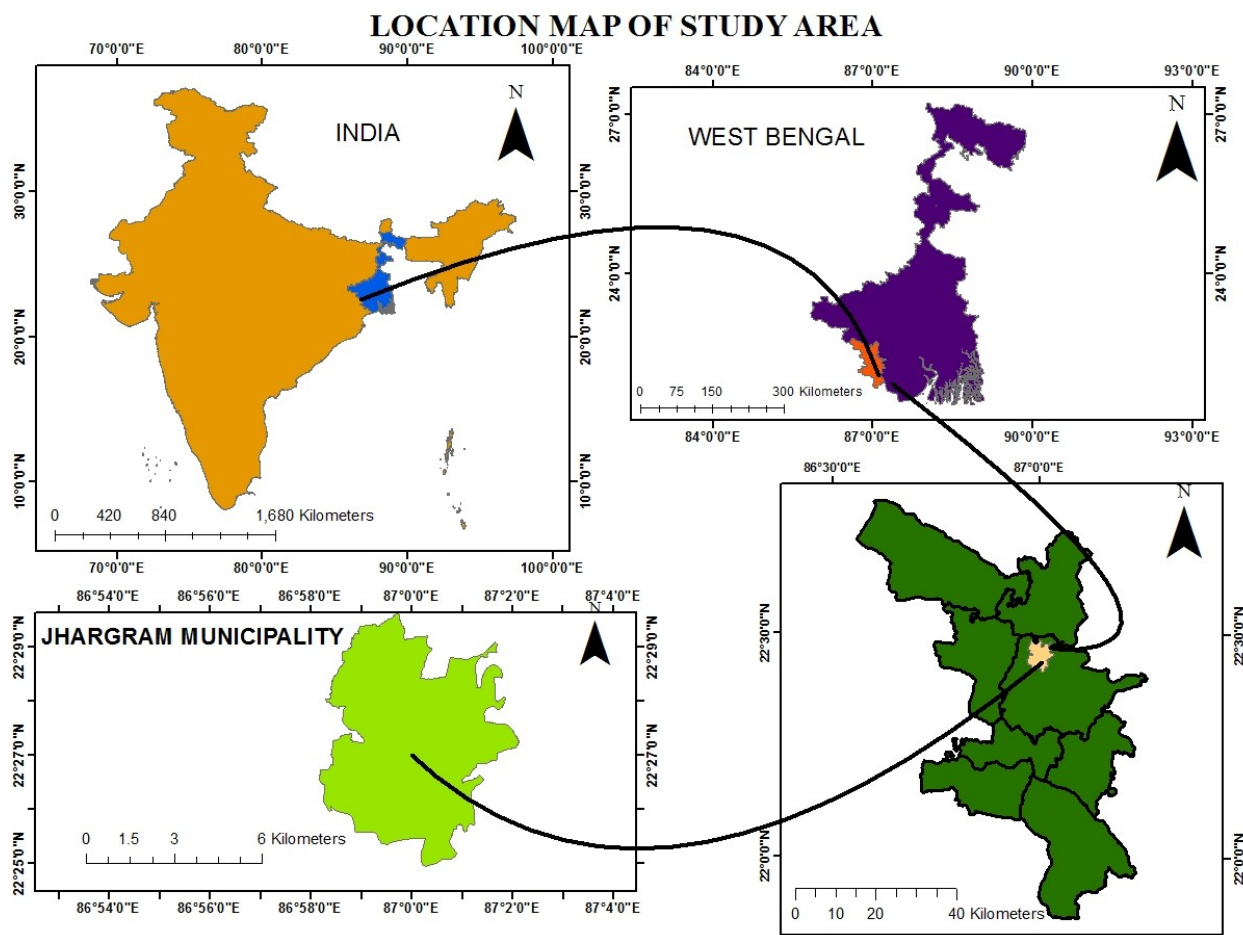 LOCATION MAP OF STUDY AREA
70°0'0"E 80°0'0"E 90°0'0"E 100°0'0"E
INDIA
N
30°0'0"N 30°0'0"N
20°0'0"N 20°0'0"N
10°0'0"N 10°0'0"N
0 420 840 1,680 Kilometers
70°0'0"E 80°0'0"E 90°0'0"E 100°0'0"E
84°0'0"E 87°0'0"E 90°0'0"E 93°0'0"E
WEST BENGAL
N
27°0'0"N 27°0'0"N
24°0'0"N 24°0'0"N
0 75 150 300 Kilometers
84°0'0"E 87°0'0"E 90°0'0"E 93°0'0"E
86°54'0"E 86°56'0"E 86°58'0"E 87°0'0"E 87°2'0"E 87°4'0"E
JHARGRAM MUNICIPALITY
N
22°29'0"N 22°29'0"N
22°27'0"N 22°27'0"N
22°25'0"N 22°25'0"N
0 1.5 3 6 Kilometers
86°54'0"E 86°56'0"E 86°58'0"E 87°0'0"E 87°2'0"E 87°4'0"E
86°30'0"E 87°0'0"E
N
22°30'0"N 22°30'0"N
22°0'0"N 22°0'0"N
0 10 20 40 Kilometers